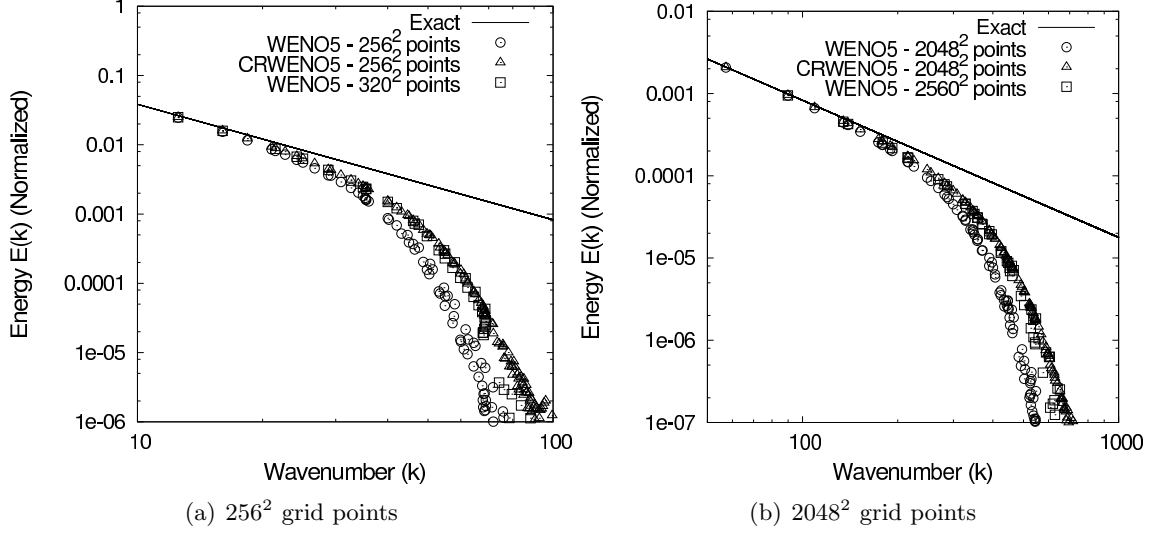 1
0.1
0.01
0.001
0.0001
1e-05
1e-06
10
100
Energy E(k) (Normalized)
Wavenumber (k)
Exact
WENO5 - 256² points
CRWENO5 - 256² points
WENO5 - 320² points
(a) 256² grid points
0.01
0.001
0.0001
1e-05
1e-06
1e-07
100
1000
Energy E(k) (Normalized)
Wavenumber (k)
Exact
WENO5 - 2048² points
CRWENO5 - 2048² points
WENO5 - 2560² points
(b) 2048² grid points